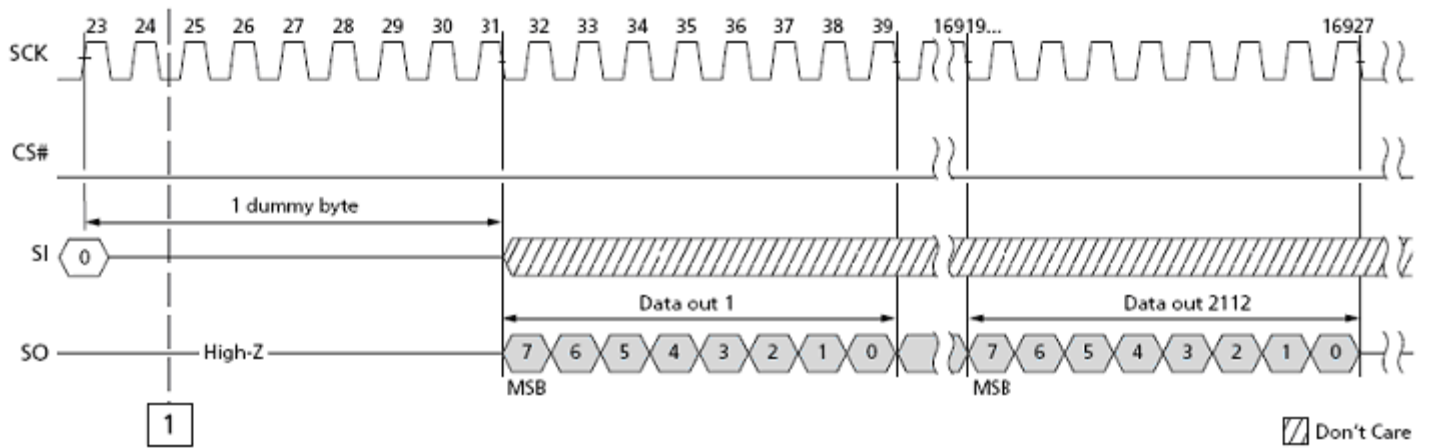 23 24 25 26 27 28 29 30 31 32 33 34 35 36 37 38 39 16919... 16927
SCK
CS#
1 dummy byte
SI 0
Data out 1 Data out 2112
SO High-Z 7 6 5 4 3 2 1 0 7 6 5 4 3 2 1 0
MSB MSB
1
Don't Care